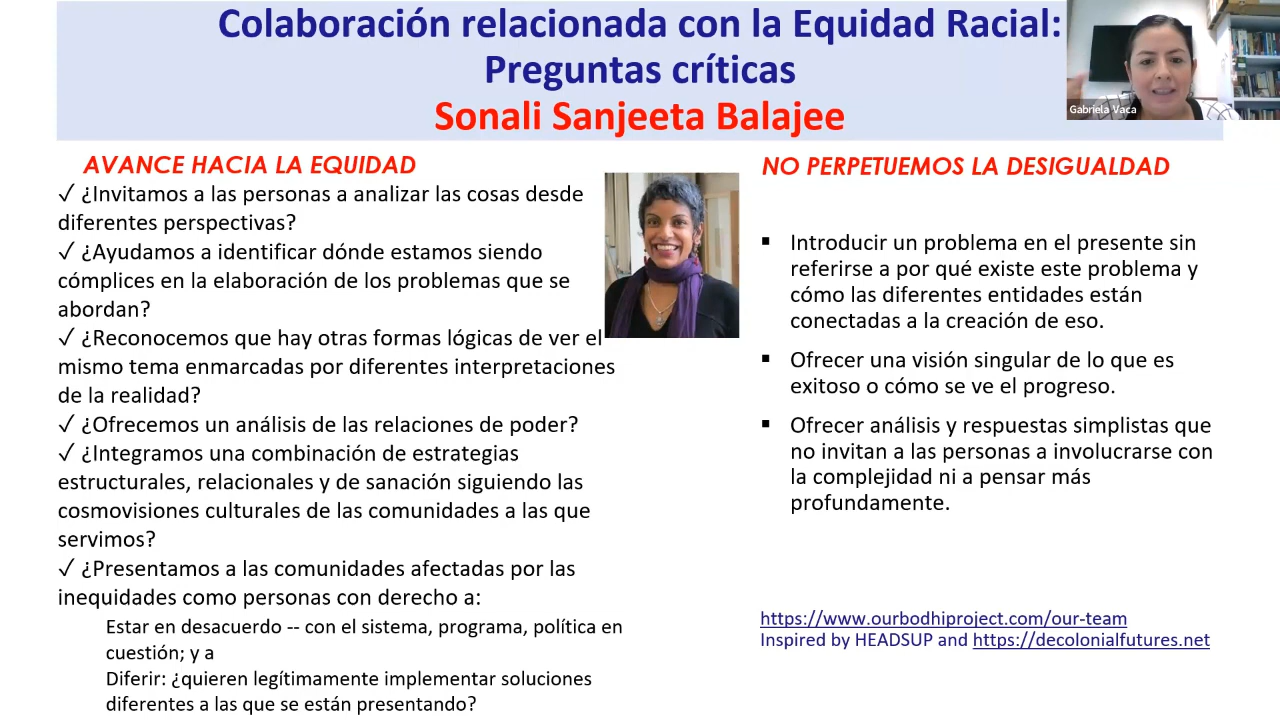 Colaboración relacionada con la Equidad Racial:
Preguntas críticas
Sonali Sanjeeta Balajee
Gabriela Vaca
AVANCE HACIA LA EQUIDAD
✓ ¿Invitamos a las personas a analizar las cosas desde
diferentes perspectivas?
✓ ¿Ayudamos a identificar dónde estamos siendo
cómplices en la elaboración de los problemas que se
abordan?
✓ ¿Reconocemos que hay otras formas lógicas de ver el
mismo tema enmarcadas por diferentes interpretaciones
de la realidad?
✓ ¿Ofrecemos un análisis de las relaciones de poder?
✓ ¿Integramos una combinación de estrategias
estructurales, relacionales y de sanación siguiendo las
cosmovisiones culturales de las comunidades a las que
servimos?
✓ ¿Presentamos a las comunidades afectadas por las
inequidades como personas con derecho a:
Estar en desacuerdo -- con el sistema, programa, política en
cuestión; y a
Diferir: ¿quieren legítimamente implementar soluciones
diferentes a las que se están presentando?
NO PERPETUEMOS LA DESIGUALDAD
▪ Introducir un problema en el presente sin
referirse a por qué existe este problema y
cómo las diferentes entidades están
conectadas a la creación de eso.
▪ Ofrecer una visión singular de lo que es
exitoso o cómo se ve el progreso.
▪ Ofrecer análisis y respuestas simplistas que
no invitan a las personas a involucrarse con
la complejidad ni a pensar más
profundamente.
https://www.ourbodhiproject.com/our-team
Inspired by HEADSUP and https://decolonialfutures.net